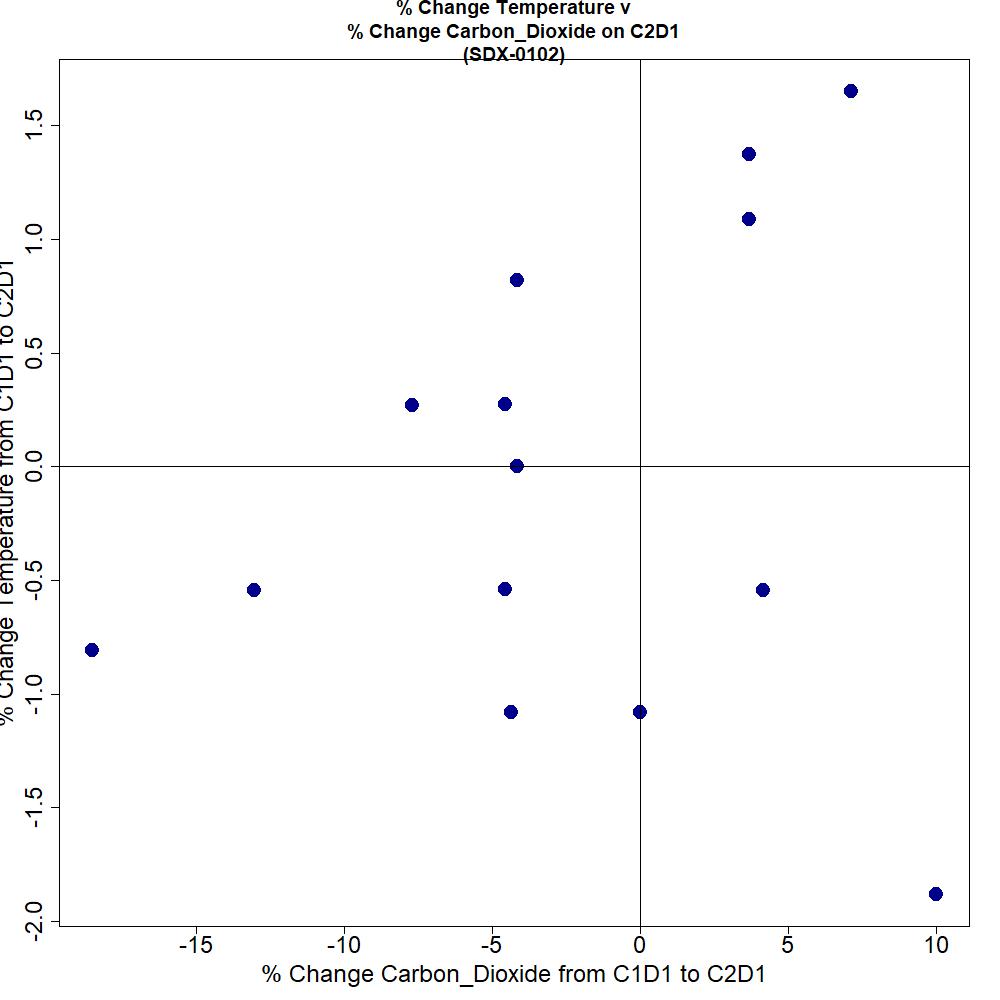 % Change Temperature v
% Change Carbon_Dioxide on C2D1
(SDX-0102)
% Change Temperature from C1D1 to C2D1
1.5
1.0
0.5
0.0
-0.5
-1.0
-1.5
-2.0
-15
-10
-5
0
5
10
% Change Carbon_Dioxide from C1D1 to C2D1